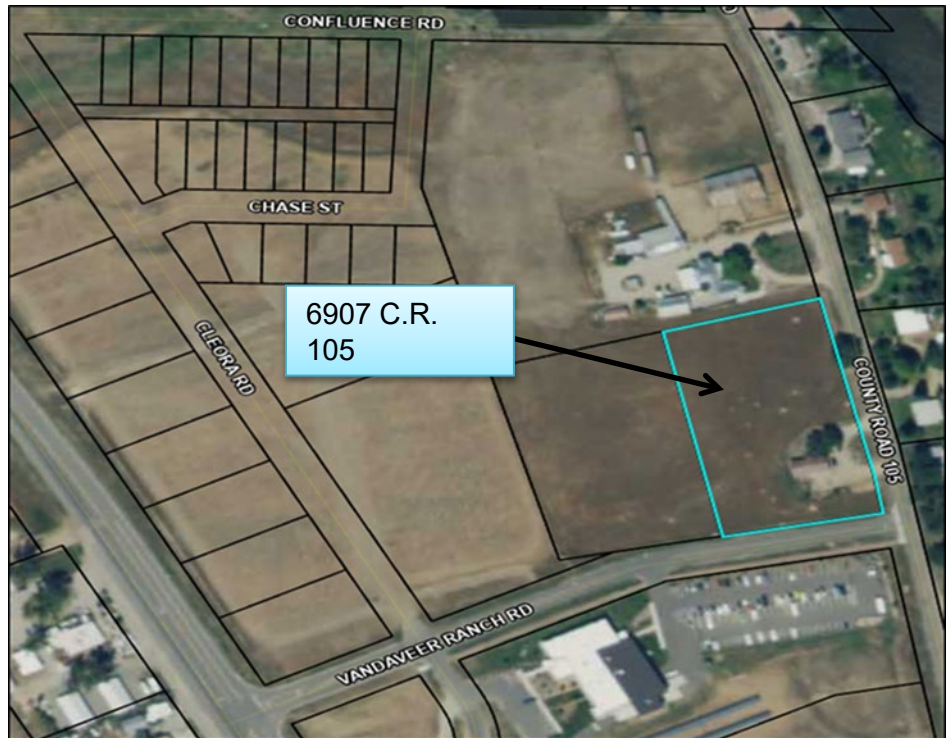 CONFLUENCE RD
D
CHASE ST
6907 C.R.
105
CLEORA RD
COUNTY ROAD 105
VANDAVEER RANCH RD